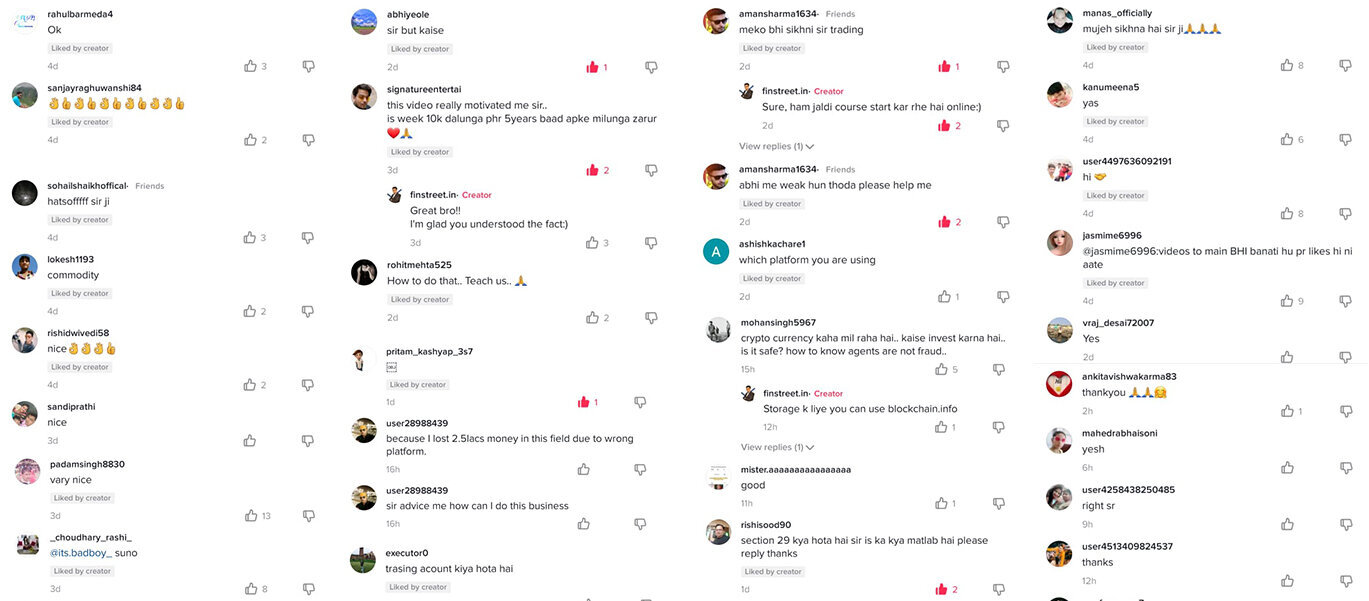 rahulbarmeda4
Ok
Liked by creator
4d
3
sanjayraghuwanshi84
👌👍👌👍👌👍👌👍👌👌👍
Liked by creator
4d
2
sohailshaikhoffical· Friends
hatsofffff sir ji
Liked by creator
4d
3
lokesh1193
commodity
Liked by creator
4d
2
rishidwivedi58
nice👌👌👌👍
Liked by creator
4d
2
sandiprathi
nice
3d
padamsingh8830
vary nice
Liked by creator
3d
13
_choudhary_rashi_
@its.badboy_ suno
Liked by creator
3d
8
abhiyeole
sir but kaise
Liked by creator
2d
1
signatureentertai
this video really motivated me sir..
is week 10k dalunga phr 5years baad apke milunga zarur
❤️🙏
Liked by creator
3d
2
finstreet.in· Creator
Great bro!!
I'm glad you understood the fact:)
3d
3
rohitmehta525
How to do that.. Teach us.. 🙏
Liked by creator
2d
2
pritam_kashyap_3s7
Liked by creator
1d
1
user28988439
because I lost 2.5lacs money in this field due to wrong
platform.
16h
user28988439
sir advice me how can I do this business
16h
executor0
trasing acount kiya hota hai
Liked by creator
amansharma1634· Friends
meko bhi sikhni sir trading
Liked by creator
2d
1
finstreet.in· Creator
Sure, ham jaldi course start kar rhe hai online:)
2d
2
View replies (1)
amansharma1634· Friends
abhi me weak hun thoda please help me
Liked by creator
2d
2
A
ashishkachare1
which platform you are using
Liked by creator
2d
1
mohansingh5967
crypto currency kaha mil raha hai.. kaise invest karna hai..
is it safe? how to know agents are not fraud..
15h
5
finstreet.in· Creator
Storage k liye you can use blockchain.info
12h
1
View replies (1)
mister.aaaaaaaaaaaaaaaa
good
11h
1
rishisood90
section 29 kya hota hai sir is ka kya matlab hai please
reply thanks
Liked by creator
1d
2
manas_officially
mujeh sikhna hai sir ji🙏🙏🙏
Liked by creator
4d
8
kanumeena5
yas
Liked by creator
4d
6
user4497636092191
hi 🤝
Liked by creator
4d
8
jasmime6996
@jasmime6996:videos to main BHI banati hu pr likes hi ni
aate
Liked by creator
4d
9
vraj_desai72007
Yes
2d
ankitavishwakarma83
thankyou 🙏🙏🤗
2h
1
mahedrabhaisoni
yesh
6h
user4258438250485
right sr
9h
user4513409824537
thanks
12h